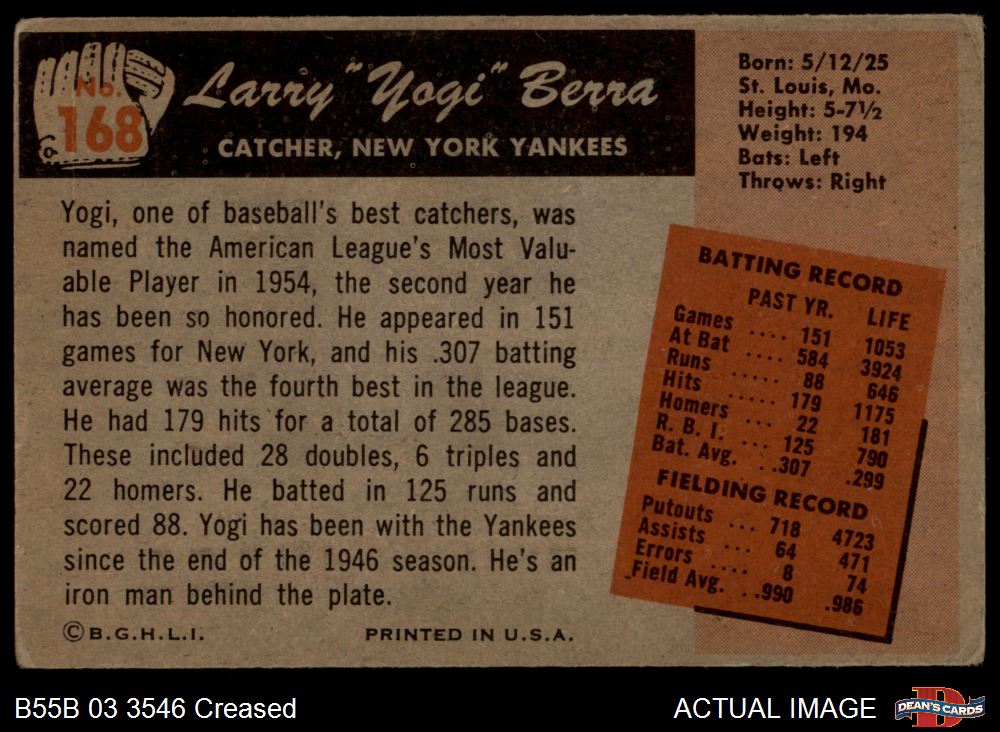 No.
168
Larry "Yogi" Berra
CATCHER, NEW YORK YANKEES
Born: 5/12/25
St. Louis, Mo.
Height: 5-7½
Weight: 194
Bats: Left
Throws: Right
Yogi, one of baseball's best catchers, was
named the American League's Most Valu-
able Player in 1954, the second year he
has been so honored. He appeared in 151
games for New York, and his .307 batting
average was the fourth best in the league.
He had 179 hits for a total of 285 bases.
These included 28 doubles, 6 triples and
22 homers. He batted in 125 runs and
scored 88. Yogi has been with the Yankees
since the end of the 1946 season. He's an
iron man behind the plate.
© B.G.H.L.I. PRINTED IN U.S.A.
BATTING RECORD
PAST YR. LIFE
Games .... 151 1053
At Bat .... 584 3924
Runs ..... 88 646
Hits ..... 179 1175
Homers ... 22 181
R. B. I. ... 125 790
Bat. Avg. ..307 .299
FIELDING RECORD
Putouts ... 718 4723
Assists ... 64 471
Errors .... 8 74
Field Avg. ..990 .986
B55B 03 3546 Creased
ACTUAL IMAGE
D
DEAN'S CARDS